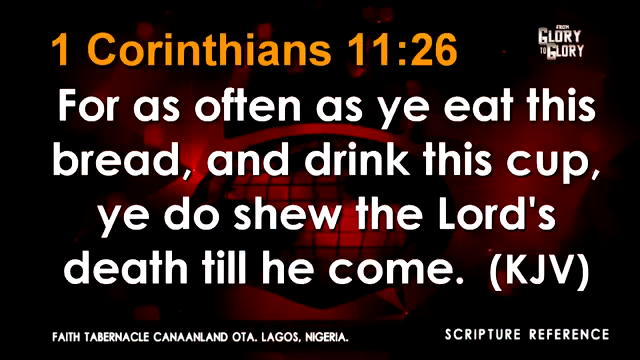 1 Corinthians 11:26
FROM
GLORY
TO GLORY
For as often as ye eat this
bread, and drink this cup,
ye do shew the Lord's
death till he come. (KJV)
FAITH TABERNACLE CANAANLAND OTA. LAGOS, NIGERIA.
SCRIPTURE REFERENCE